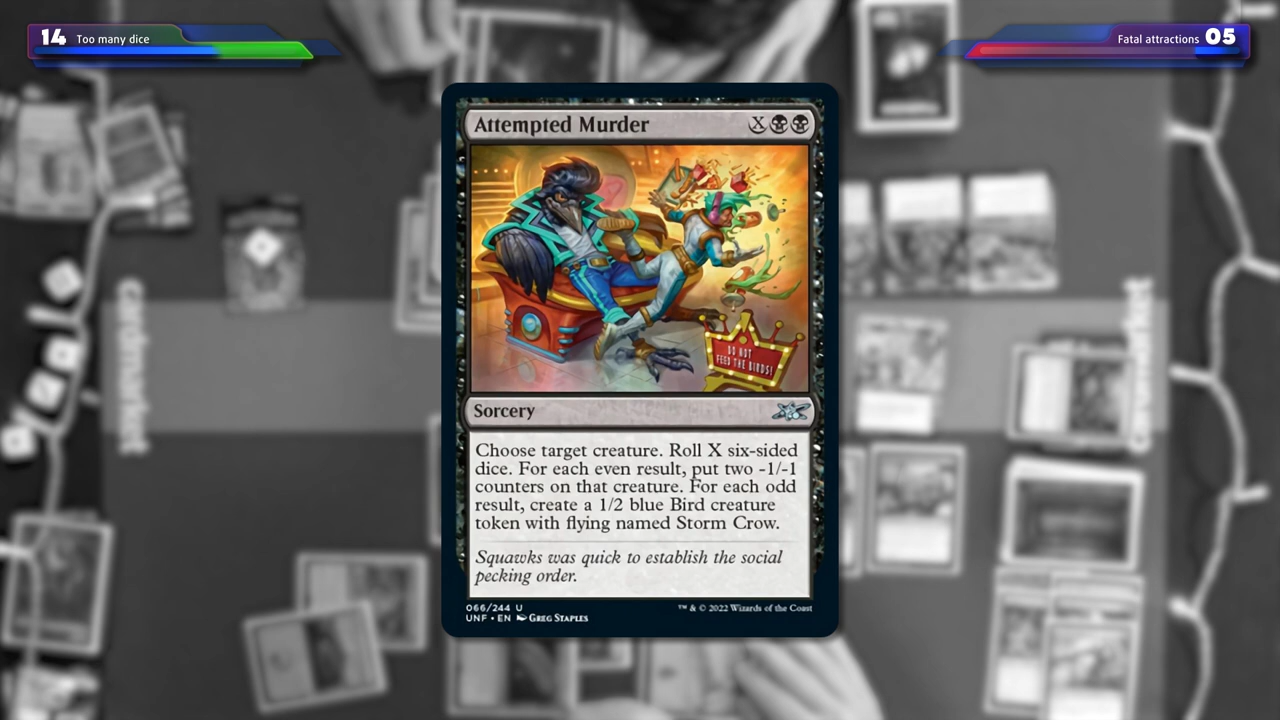 14 Too many dice
Fatal attractions 05
Attempted Murder X
DO NOT
FEED THE BIRDS!
Sorcery
Choose target creature. Roll X six-sided
dice. For each even result, put two -1/-1
counters on that creature. For each odd
result, create a 1/2 blue Bird creature
token with flying named Storm Crow.
Squawks was quick to establish the social
pecking order.
066/244 U
UNF • EN GREG STAPLES
™ & © 2022 Wizards of the Coast
cardmarket